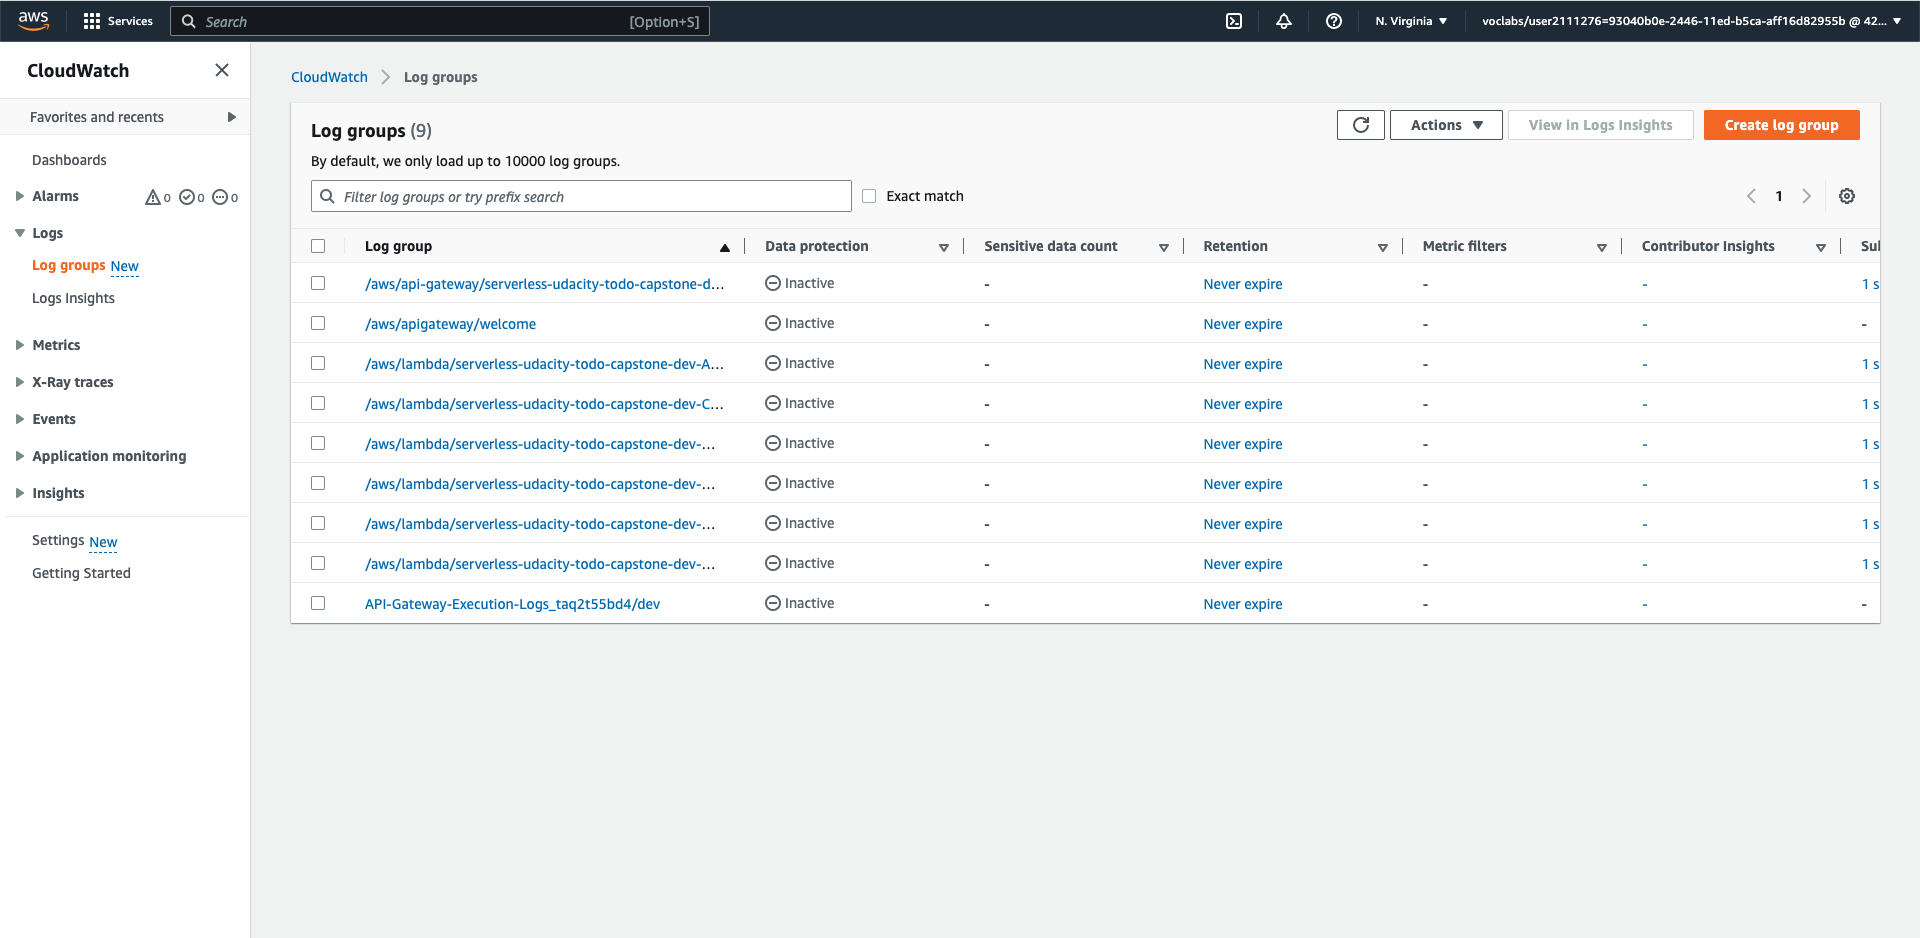 aws Services Search [Option+S] N. Virginia voclabs/user2111276=93040b0e-2446-11ed-b5ca-aff16d82955b @ 42...
CloudWatch
Favorites and recents
Dashboards
Alarms 0 0 0
Logs
Log groups New
Logs Insights
Metrics
X-Ray traces
Events
Application monitoring
Insights
Settings New
Getting Started
CloudWatch Log groups
Log groups (9)
Actions View in Logs Insights Create log group
By default, we only load up to 10000 log groups.
Filter log groups or try prefix search Exact match 1
Log group Data protection Sensitive data count Retention Metric filters Contributor Insights Sul
/aws/api-gateway/serverless-udacity-todo-capstone-d... Inactive - Never expire - - 1 s
/aws/apigateway/welcome Inactive - Never expire - - -
/aws/lambda/serverless-udacity-todo-capstone-dev-A... Inactive - Never expire - - 1 s
/aws/lambda/serverless-udacity-todo-capstone-dev-C... Inactive - Never expire - - 1 s
/aws/lambda/serverless-udacity-todo-capstone-dev-... Inactive - Never expire - - 1 s
/aws/lambda/serverless-udacity-todo-capstone-dev-... Inactive - Never expire - - 1 s
/aws/lambda/serverless-udacity-todo-capstone-dev-... Inactive - Never expire - - 1 s
/aws/lambda/serverless-udacity-todo-capstone-dev-... Inactive - Never expire - - 1 s
API-Gateway-Execution-Logs_taq2t55bd4/dev Inactive - Never expire - - -